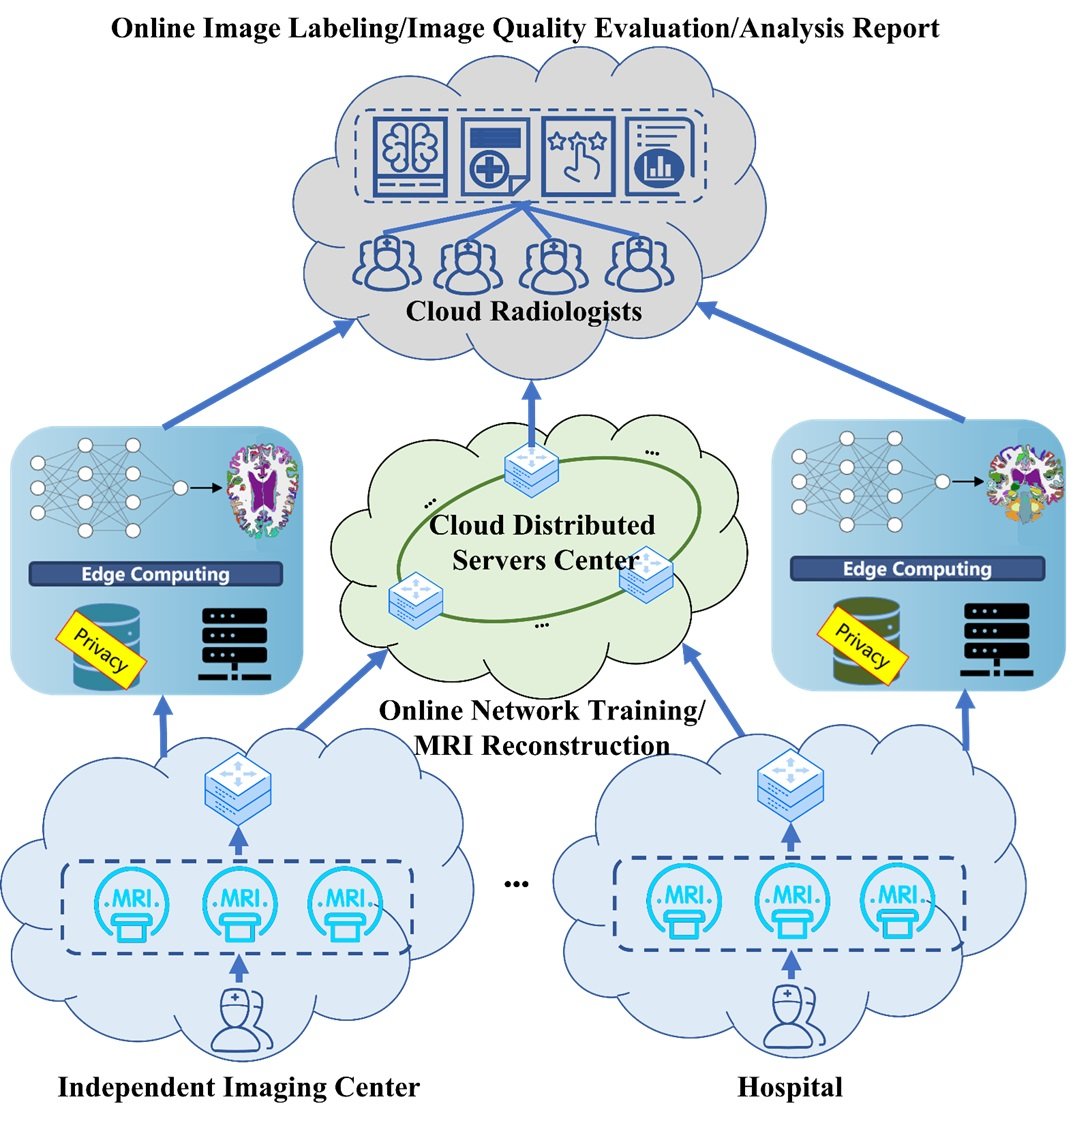 Online Image Labeling/Image Quality Evaluation/Analysis Report
Cloud Radiologists
Edge Computing
Privacy
Cloud Distributed
Servers Center
...
...
...
Edge Computing
Privacy
Online Network Training/
MRI Reconstruction
MRI
MRI
MRI
...
MRI
MRI
MRI
Independent Imaging Center
Hospital